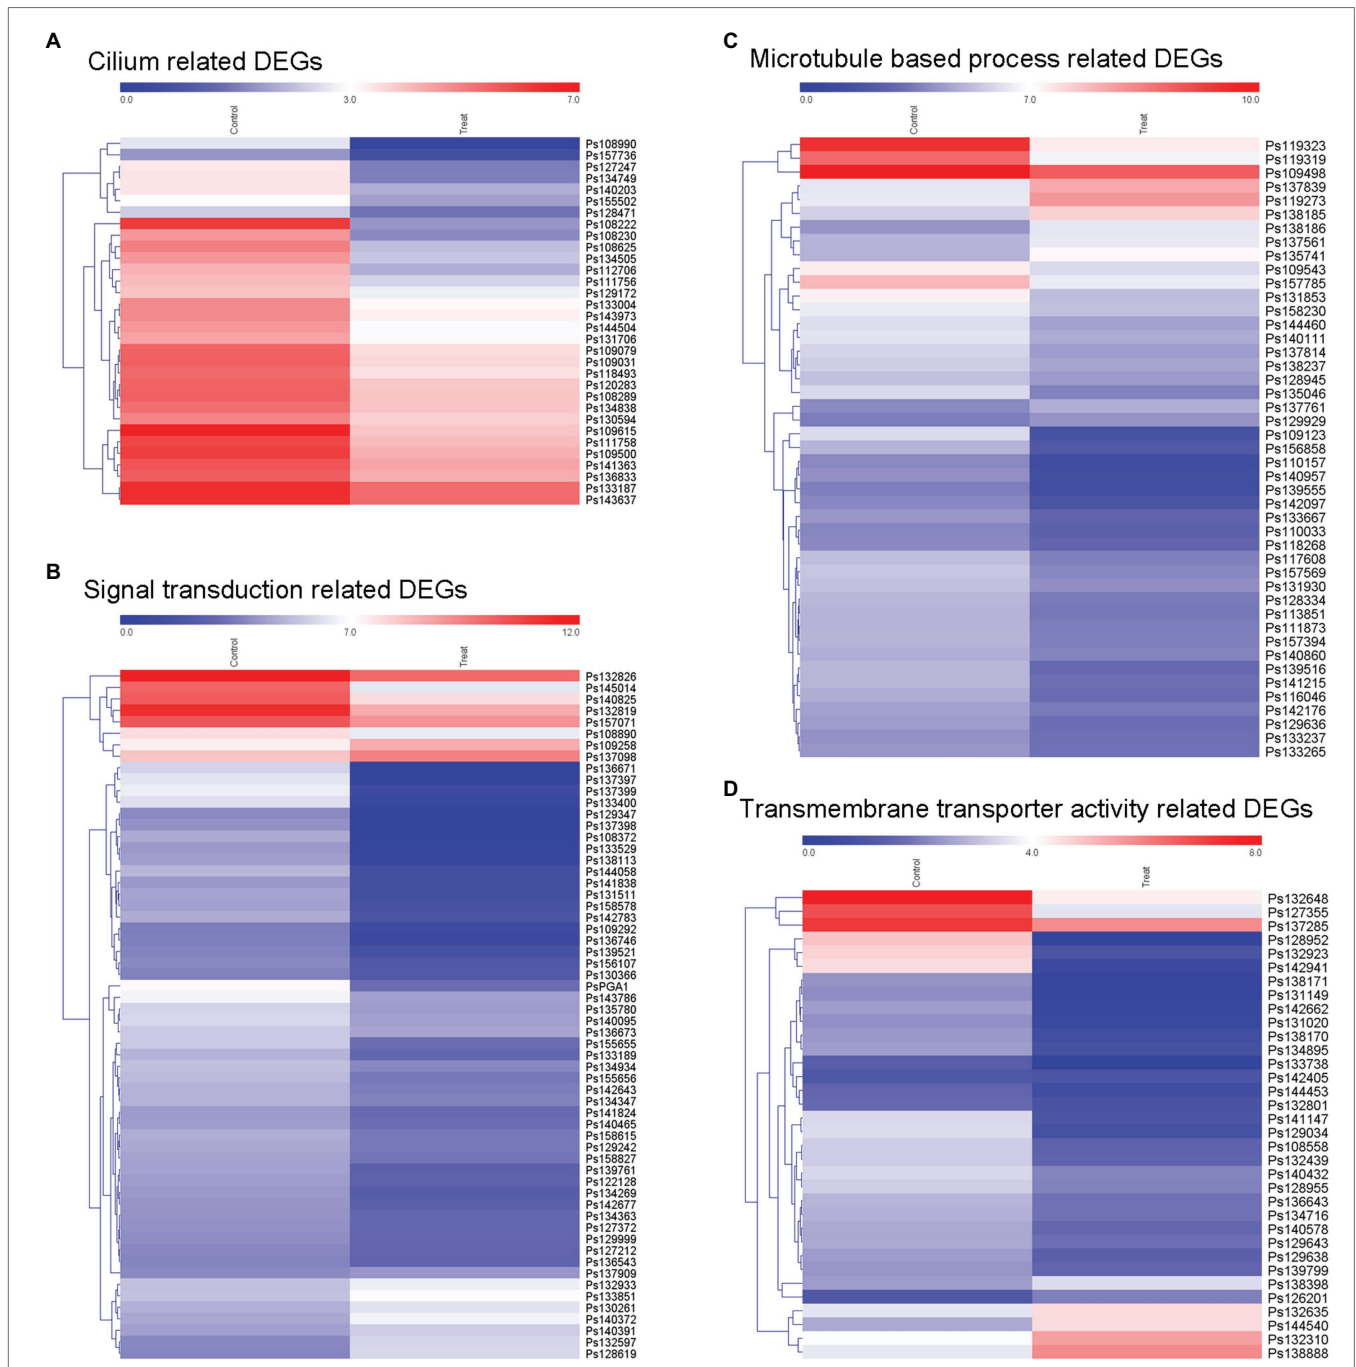 A
Cilium related DEGs
0.0 3.0 7.0
Control Treat
Ps108990
Ps157736
Ps127247
Ps134749
Ps140203
Ps155502
Ps128471
Ps108222
Ps108230
Ps108625
Ps134505
Ps112706
Ps111756
Ps129172
Ps133004
Ps143973
Ps144504
Ps131706
Ps109079
Ps109031
Ps118493
Ps120283
Ps108289
Ps134838
Ps130594
Ps109615
Ps111758
Ps109500
Ps141363
Ps136833
Ps133187
Ps143637
B
Signal transduction related DEGs
0.0 7.0 12.0
Control Treat
Ps132826
Ps145014
Ps140825
Ps132819
Ps157071
Ps108890
Ps109258
Ps137098
Ps136671
Ps137397
Ps137399
Ps133400
Ps129347
Ps137398
Ps108372
Ps133529
Ps138113
Ps144058
Ps141838
Ps131511
Ps158578
Ps142783
Ps109292
Ps136746
Ps139521
Ps156107
Ps130366
PsPGA1
Ps143786
Ps135780
Ps140095
Ps136673
Ps155655
Ps133189
Ps134934
Ps155656
Ps142643
Ps134347
Ps141824
Ps140465
Ps158615
Ps129242
Ps158827
Ps139761
Ps122128
Ps134269
Ps142677
Ps134363
Ps127372
Ps129999
Ps127212
Ps136543
Ps137909
Ps132933
Ps133851
Ps130261
Ps140372
Ps140391
Ps132597
Ps128619
C
Microtubule based process related DEGs
0.0 7.0 10.0
Control Treat
Ps119323
Ps119319
Ps109498
Ps137839
Ps119273
Ps138185
Ps138186
Ps137561
Ps135741
Ps109543
Ps157785
Ps131853
Ps158230
Ps144460
Ps140111
Ps137814
Ps138237
Ps128945
Ps135046
Ps137761
Ps129929
Ps109123
Ps156858
Ps110157
Ps140957
Ps139555
Ps142097
Ps133667
Ps110033
Ps118268
Ps117608
Ps157569
Ps131930
Ps128334
Ps113851
Ps111873
Ps157394
Ps140860
Ps139516
Ps141215
Ps116046
Ps142176
Ps129636
Ps133237
Ps133265
D
Transmembrane transporter activity related DEGs
0.0 4.0 8.0
Control Treat
Ps132648
Ps127355
Ps137285
Ps128952
Ps132923
Ps142941
Ps138171
Ps131149
Ps142662
Ps131020
Ps138170
Ps134895
Ps133738
Ps142405
Ps144453
Ps132801
Ps141147
Ps129034
Ps108558
Ps132439
Ps140432
Ps128955
Ps136643
Ps134716
Ps140578
Ps129643
Ps129638
Ps139799
Ps138398
Ps126201
Ps132635
Ps144540
Ps132310
Ps138888